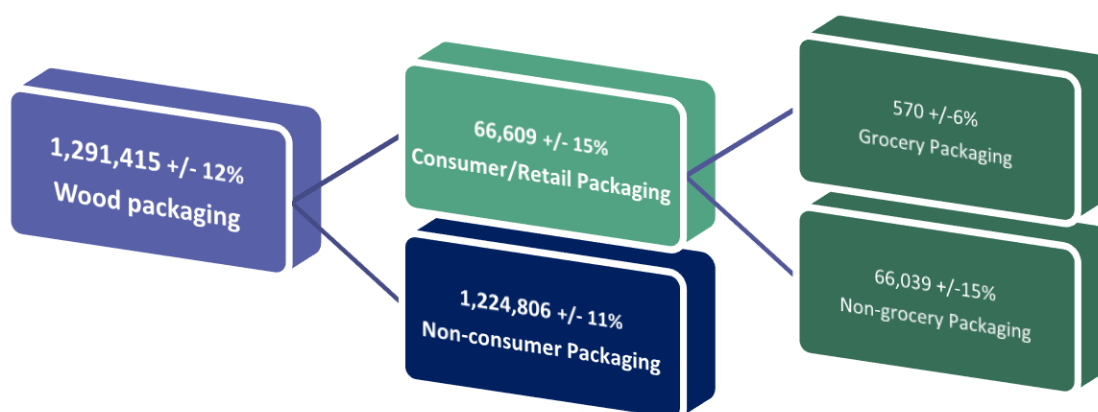 1,291,415 +/- 12%
Wood packaging
66,609 +/- 15%
Consumer/Retail Packaging
1,224,806 +/- 11%
Non-consumer Packaging
570 +/-6%
Grocery Packaging
66,039 +/-15%
Non-grocery Packaging